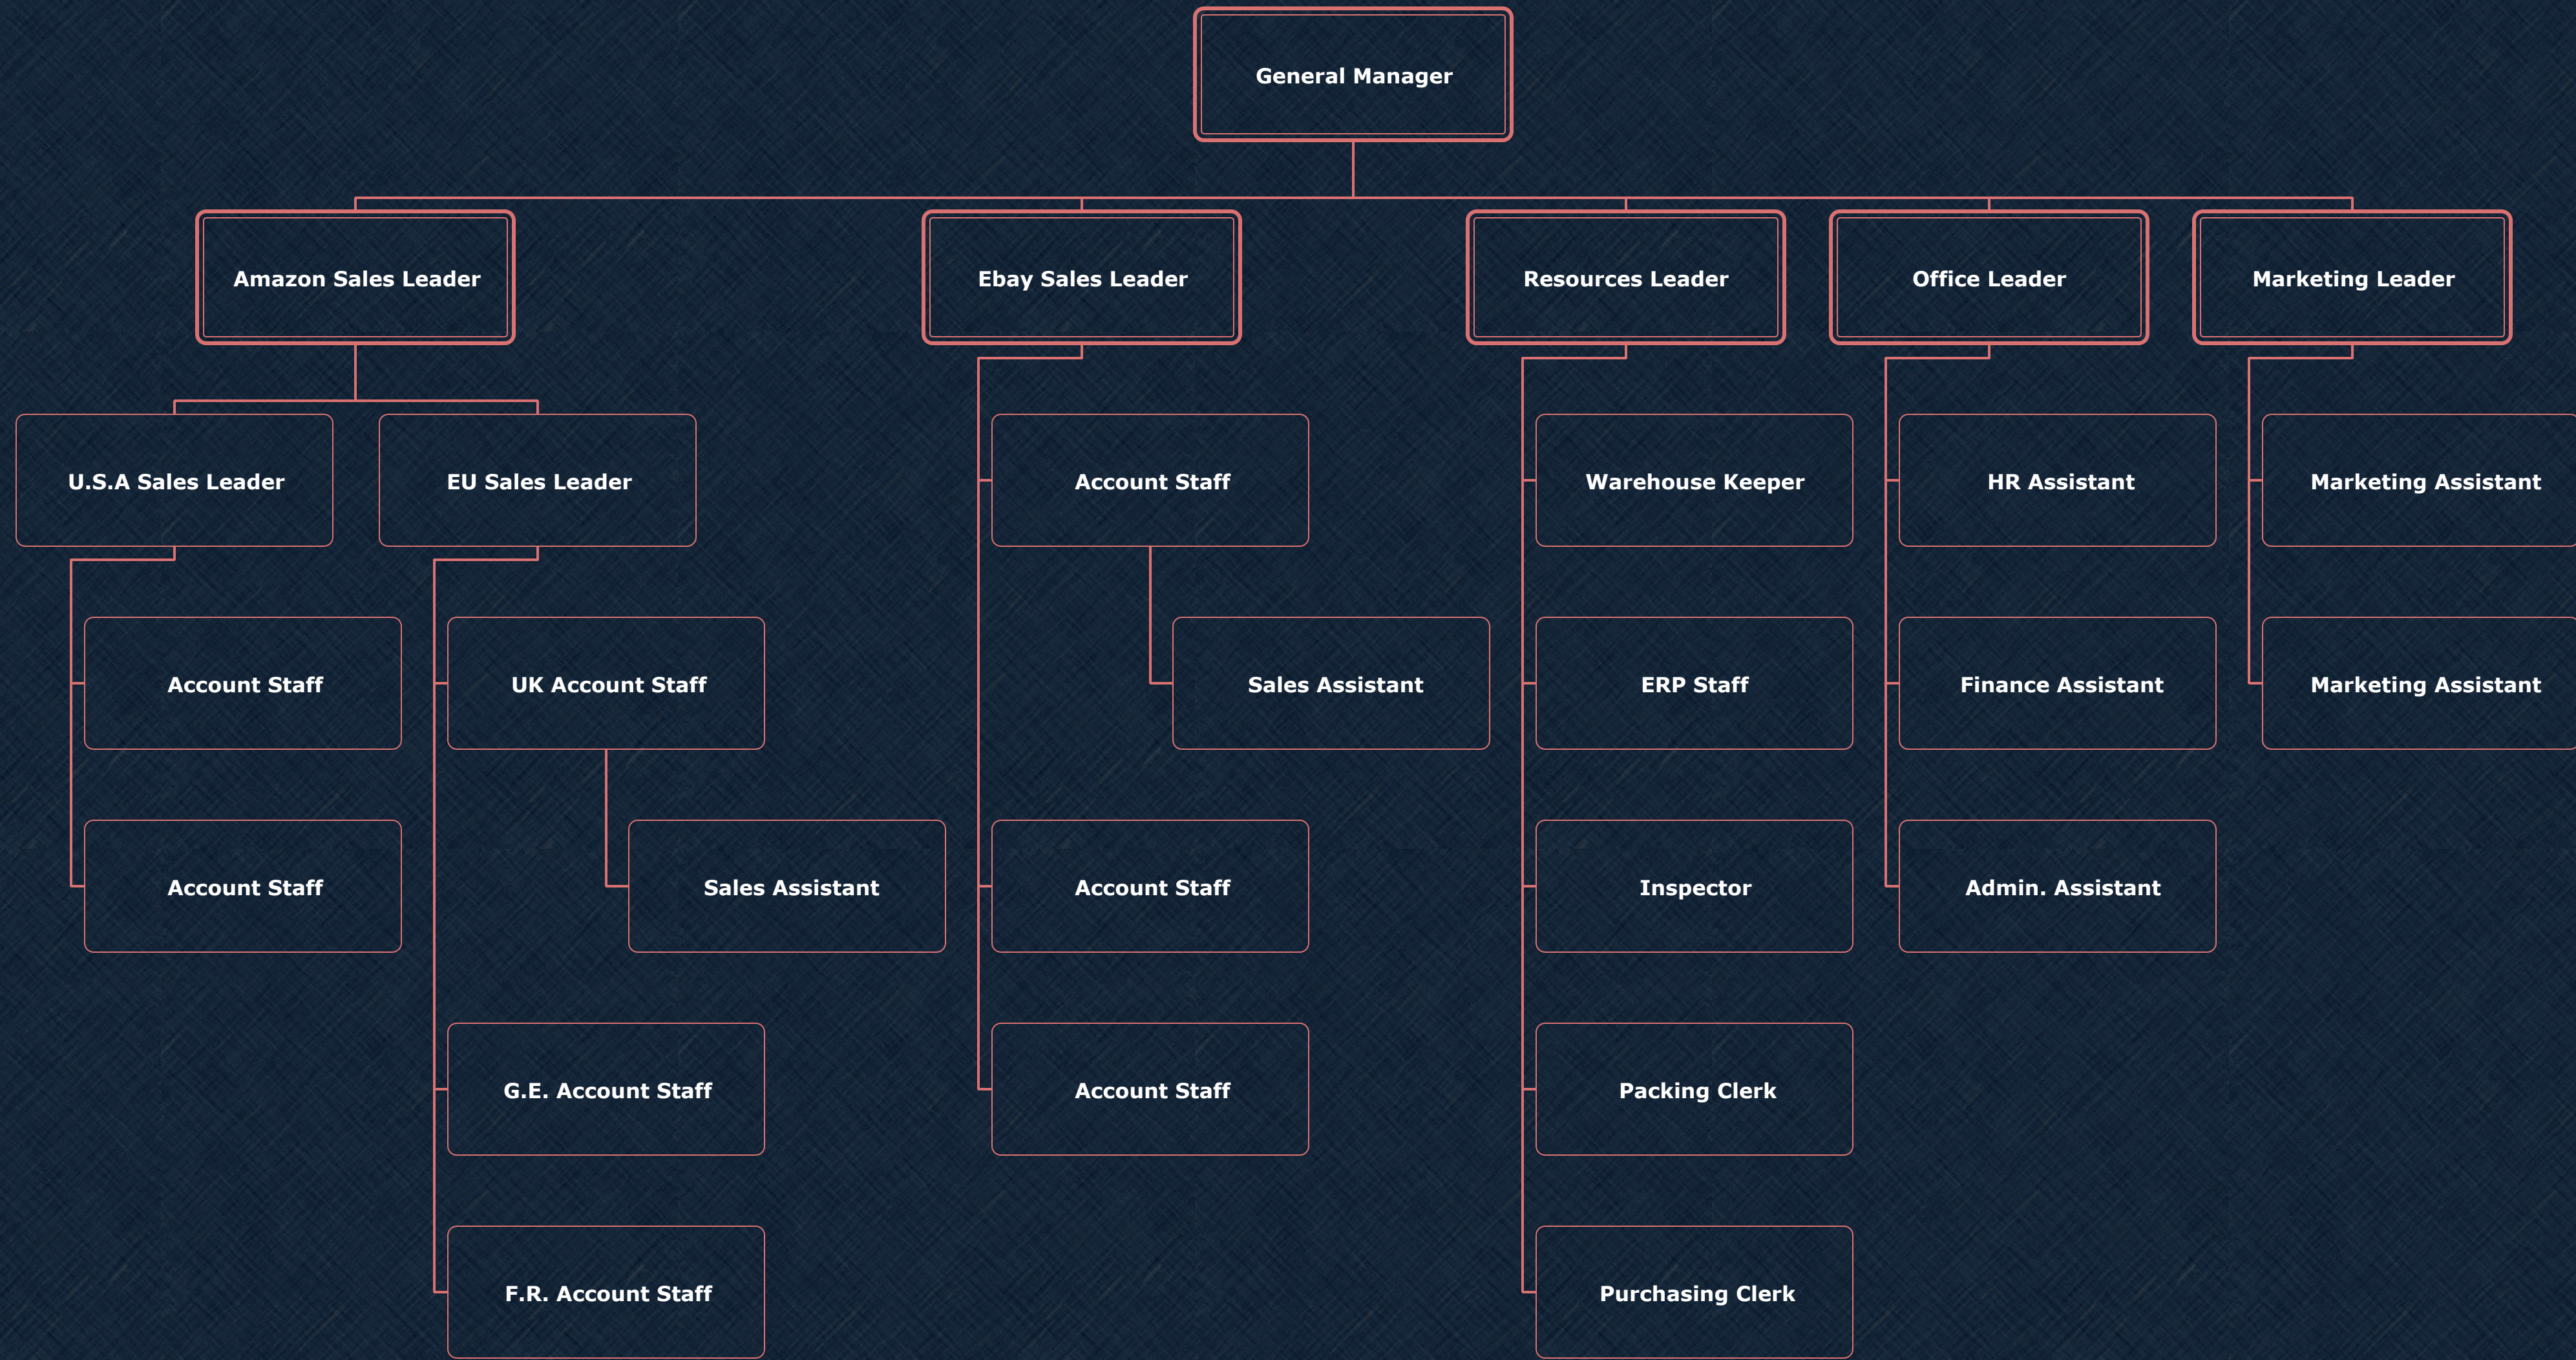 General Manager
Amazon Sales Leader
Ebay Sales Leader
Resources Leader
Office Leader
Marketing Leader
U.S.A Sales Leader
EU Sales Leader
Account Staff
Warehouse Keeper
HR Assistant
Marketing Assistant
Account Staff
UK Account Staff
Sales Assistant
ERP Staff
Finance Assistant
Marketing Assistant
Account Staff
Sales Assistant
Account Staff
Inspector
Admin. Assistant
G.E. Account Staff
Account Staff
Packing Clerk
F.R. Account Staff
Purchasing Clerk